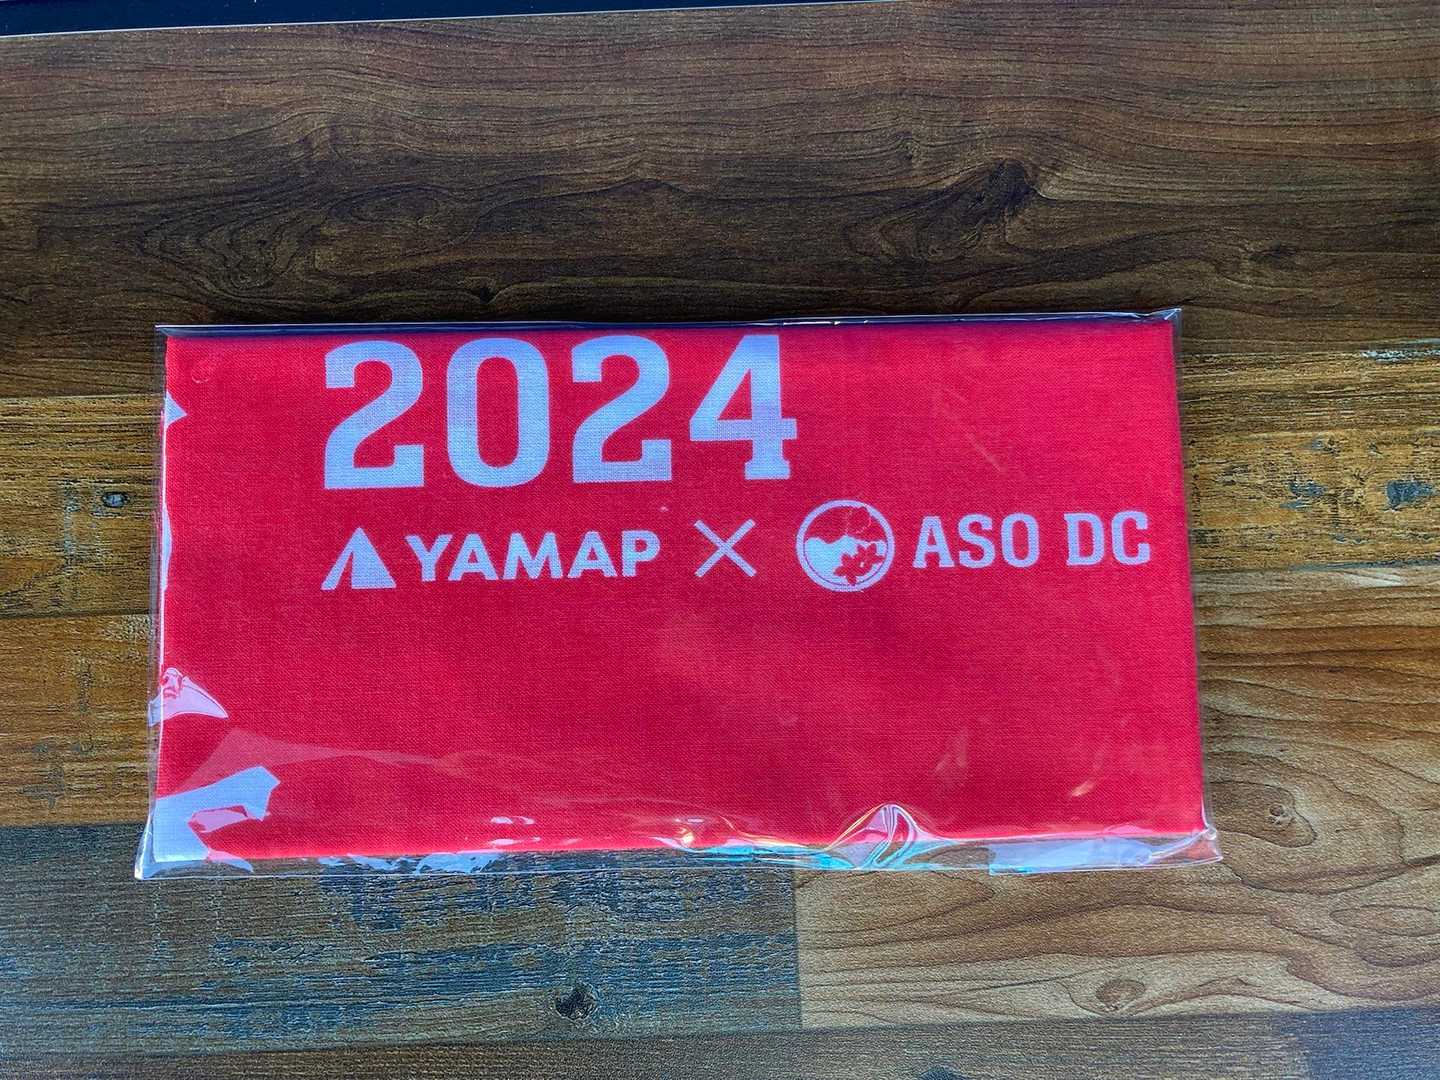 2024
YAMAP × ASO DC